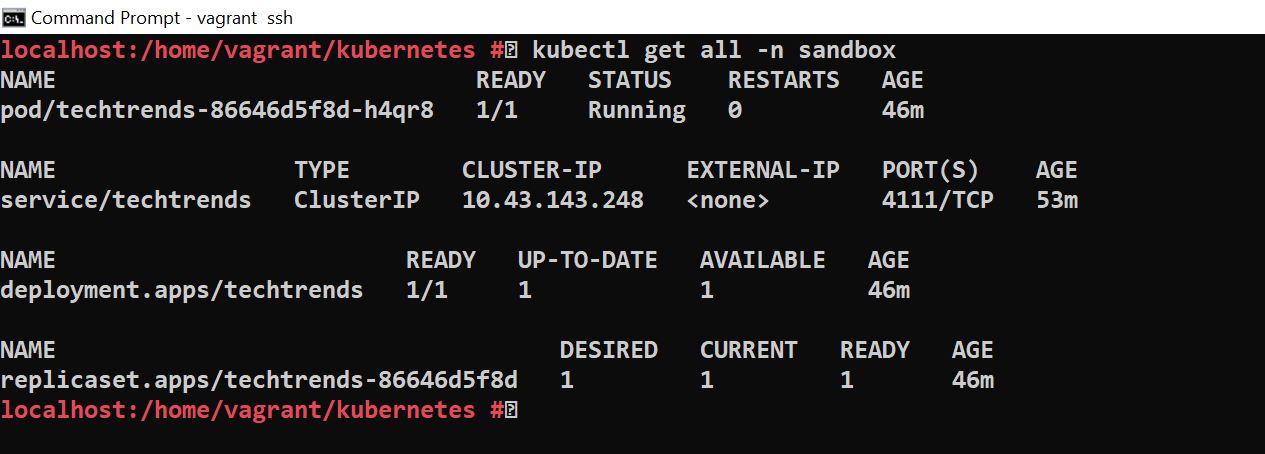 Command Prompt - vagrant ssh
localhost:/home/vagrant/kubernetes # kubectl get all -n sandbox
NAME READY STATUS RESTARTS AGE
pod/techtrends-86646d5f8d-h4qr8 1/1 Running 0 46m
NAME TYPE CLUSTER-IP EXTERNAL-IP PORT(S) AGE
service/techtrends ClusterIP 10.43.143.248 <none> 4111/TCP 53m
NAME READY UP-TO-DATE AVAILABLE AGE
deployment.apps/techtrends 1/1 1 1 46m
NAME DESIRED CURRENT READY AGE
replicaset.apps/techtrends-86646d5f8d 1 1 1 46m
localhost:/home/vagrant/kubernetes #